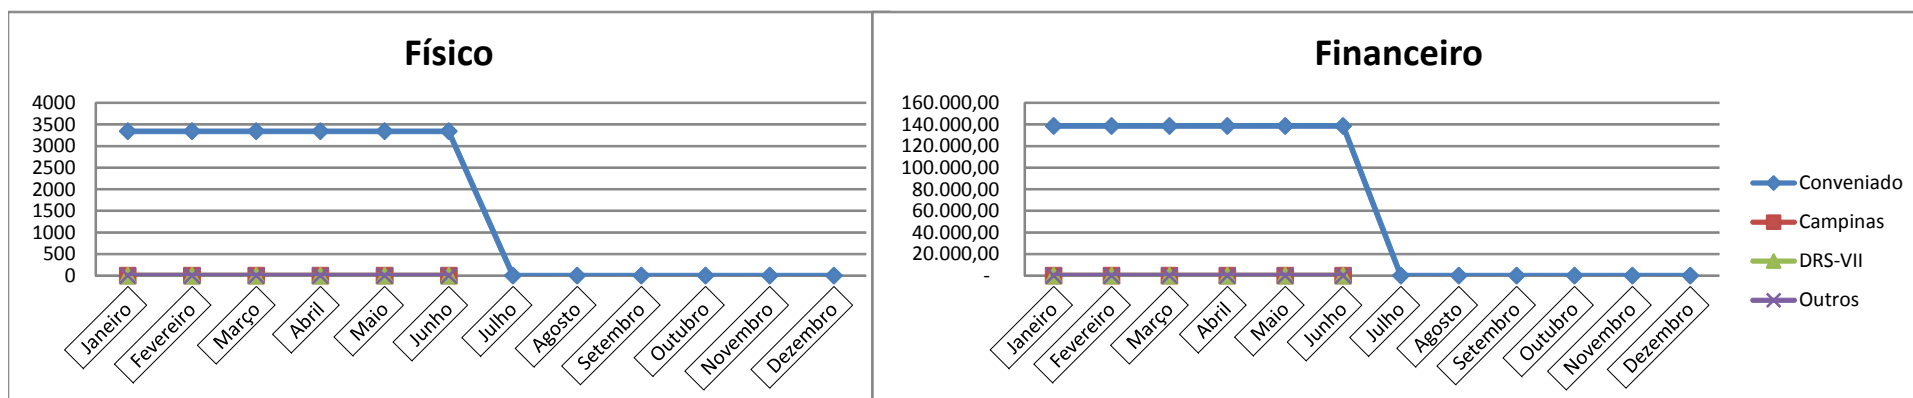 Físico
4000
3500
3000
2500
2000
1500
1000
500
0
Janeiro
Fevereiro
Março
Abril
Maio
Junho
Julho
Agosto
Setembro
Outubro
Novembro
Dezembro
Financeiro
160.000,00
140.000,00
120.000,00
100.000,00
80.000,00
60.000,00
40.000,00
20.000,00
-
Janeiro
Fevereiro
Março
Abril
Maio
Junho
Julho
Agosto
Setembro
Outubro
Novembro
Dezembro
Conveniado
Campinas
DRS-VII
Outros